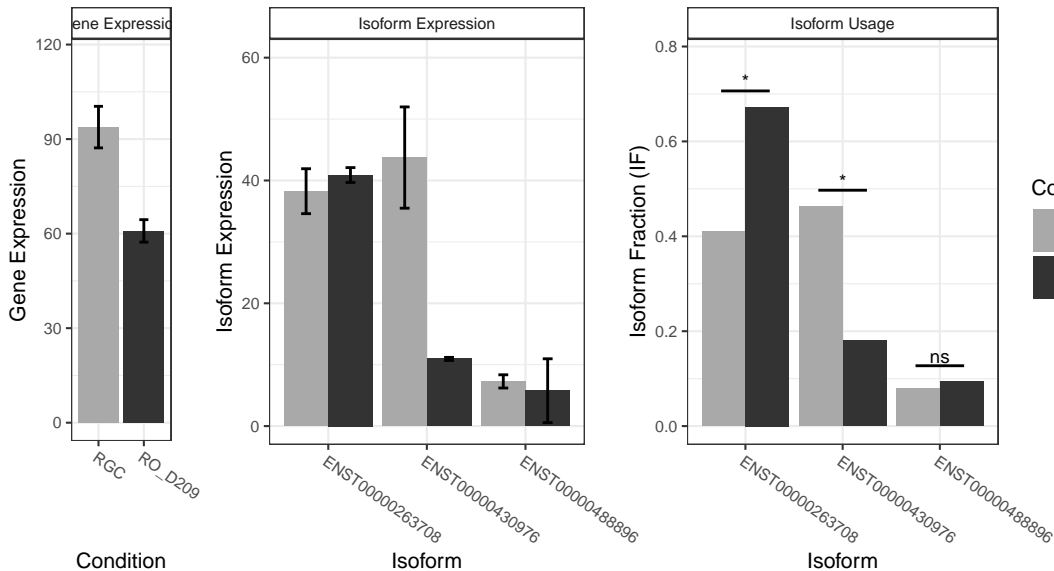 ene Expressio
Gene Expression
120
90
60
30
0
RGC
RO_D209
Condition
Isoform Expression
Isoform Expression
60
40
20
0
ENST00000263708
ENST00000430976
ENST00000488896
Isoform
Isoform Usage
Isoform Fraction (IF)
0.8
0.6
0.4
0.2
0.0
*
*
ns
ENST00000263708
ENST00000430976
ENST00000488896
Isoform
Co